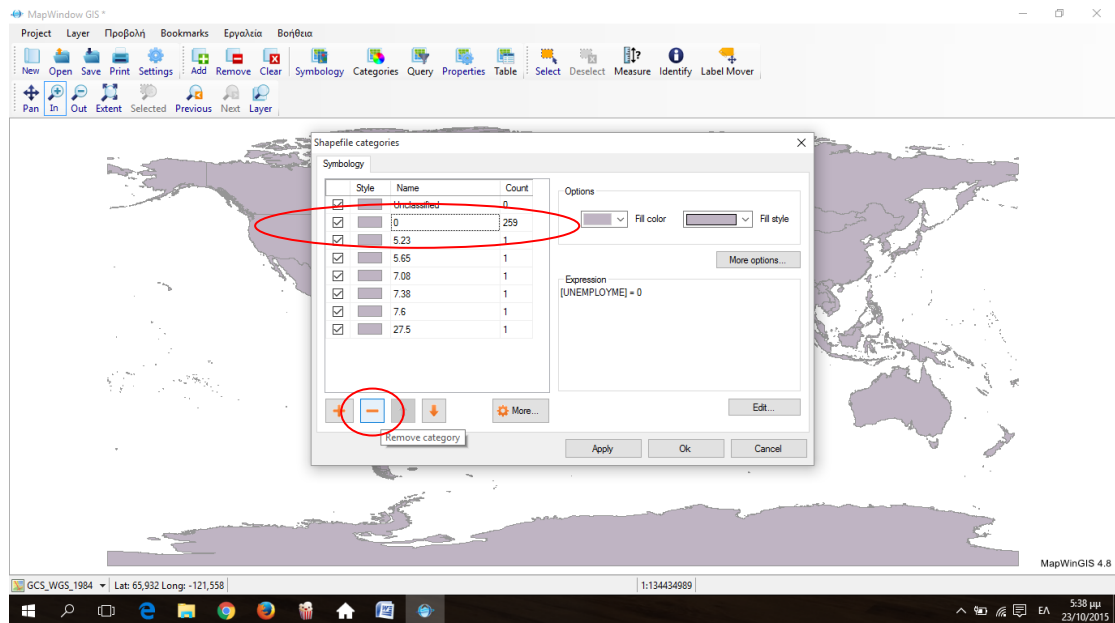 MapWindow GIS *
Project Layer Προβολή Bookmarks Εργαλεία Βοήθεια
New Open Save Print Settings Add Remove Clear Symbology Categories Query Properties Table Select Deselect Measure Identify Label Mover
Pan In Out Extent Selected Previous Next Layer
Shapefile categories
Symbology
Style Name Count
Unclassified 0
0 259
5.23 1
5.65 1
7.08 1
7.38 1
7.6 1
27.5 1
Options
Fill color Fill style
More options...
Expression
[UNEMPLOYME] = 0
More... Edit...
Remove category
Apply Ok Cancel
MapWinGIS 4.8
GCS_WGS_1984 Lat: 65,932 Long: -121,558 1:134434989
ΕΛ 5:38 μμ
23/10/2015